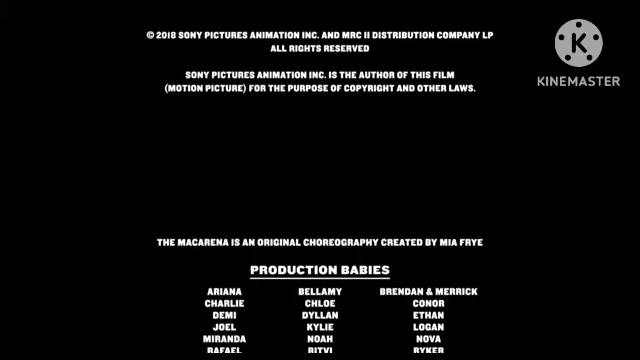 © 2018 SONY PICTURES ANIMATION INC. AND MRC II DISTRIBUTION COMPANY LP
ALL RIGHTS RESERVED
SONY PICTURES ANIMATION INC. IS THE AUTHOR OF THIS FILM
(MOTION PICTURE) FOR THE PURPOSE OF COPYRIGHT AND OTHER LAWS.
K
KINEMASTER
THE MACARENA IS AN ORIGINAL CHOREOGRAPHY CREATED BY MIA FRYE
PRODUCTION BABIES
ARIANA BELLAMY BRENDAN & MERRICK
CHARLIE CHLOE CONOR
DEMI DYLLAN ETHAN
JOEL KYLIE LOGAN
MIRANDA NOAH NOVA
RAFAEL RYKER